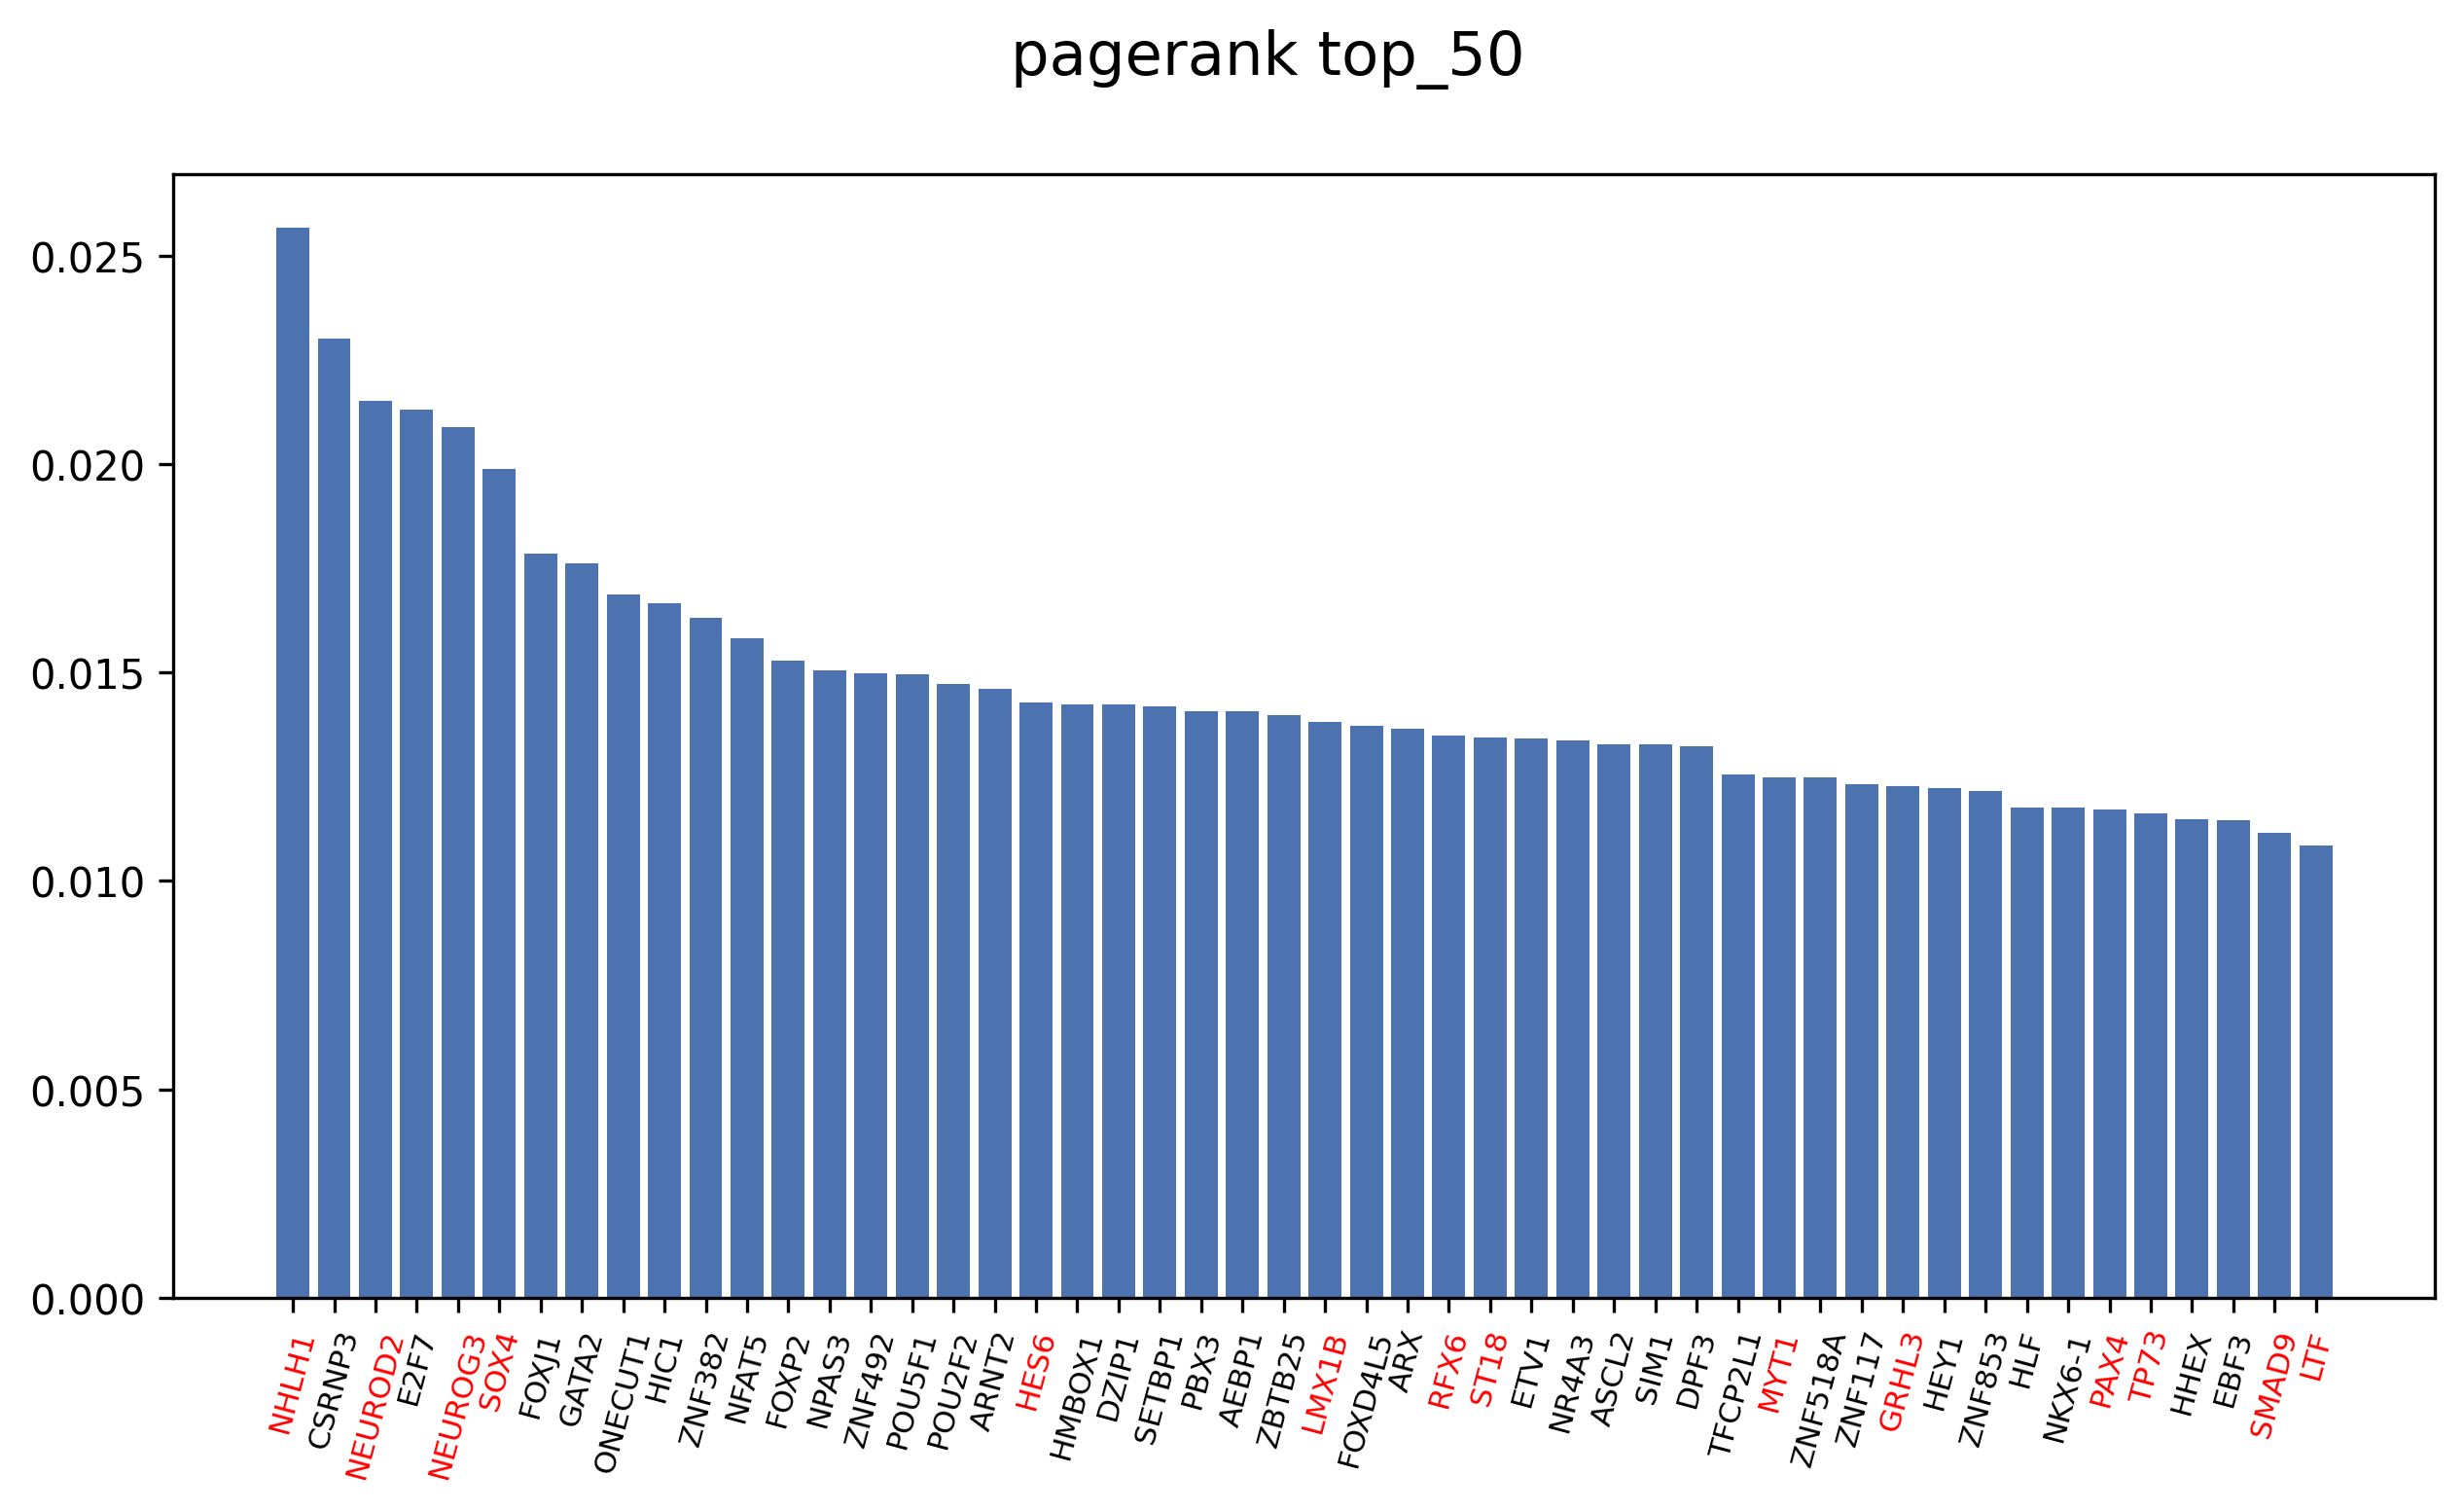 pagerank top_50
0.025
0.020
0.015
0.010
0.005
0.000
NHLH1
CSRNP3
NEUROD2
E2F7
NEUROG3
SOX4
FOXJ1
GATA2
ONECUT1
HIC1
ZNF382
NFAT5
FOXP2
NPAS3
ZNF492
POU5F1
POU2F2
ARNT2
HES6
HMBOX1
DZIP1
SETBP1
PBX3
AEBP1
ZBTB25
LMX1B
FOXD4L5
ARX
RFX6
ST18
ETV1
NR4A3
ASCL2
SIM1
DPF3
TFCP2L1
MYT1
ZNF518A
ZNF117
GRHL3
HEY1
ZNF853
HLF
NKX6-1
PAX4
TP73
HHEX
EBF3
SMAD9
LTF